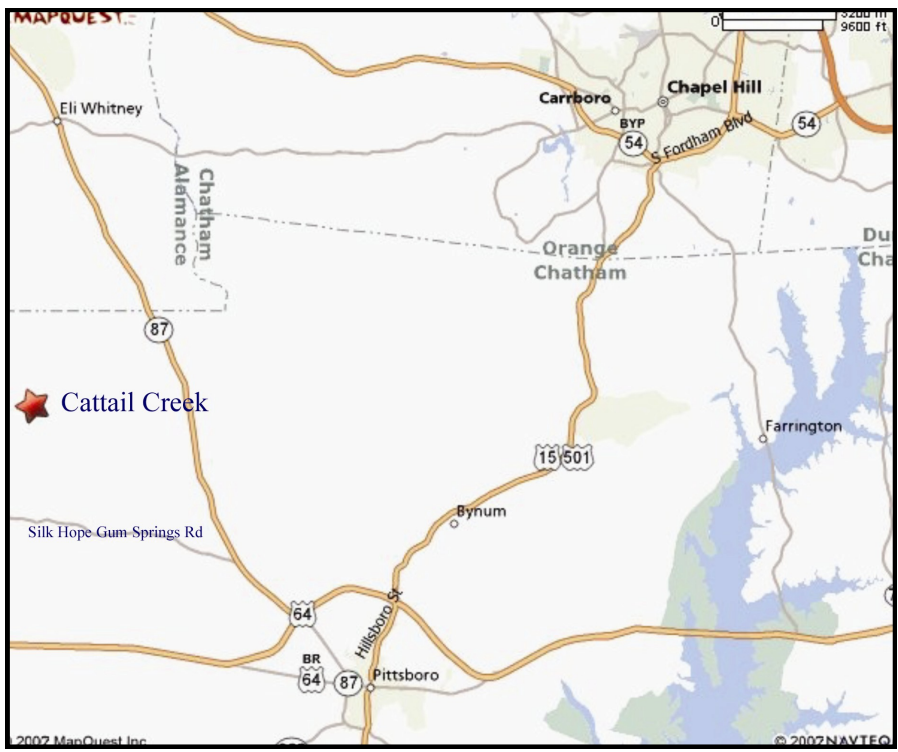 MAPQUEST
0
3200 m
9600 ft
Eli Whitney
Carrboro
Chapel Hill
BYP
54
S Fordham Blvd
54
Chatham
Alamance
Orange
Chatham
Du
Cha
87
Cattail Creek
Farrington
15
501
Bynum
Silk Hope Gum Springs Rd
64
Hillsboro St
BR
64
87
Pittsboro
2007 MapQuest Inc
© 2007 NAVTEQ